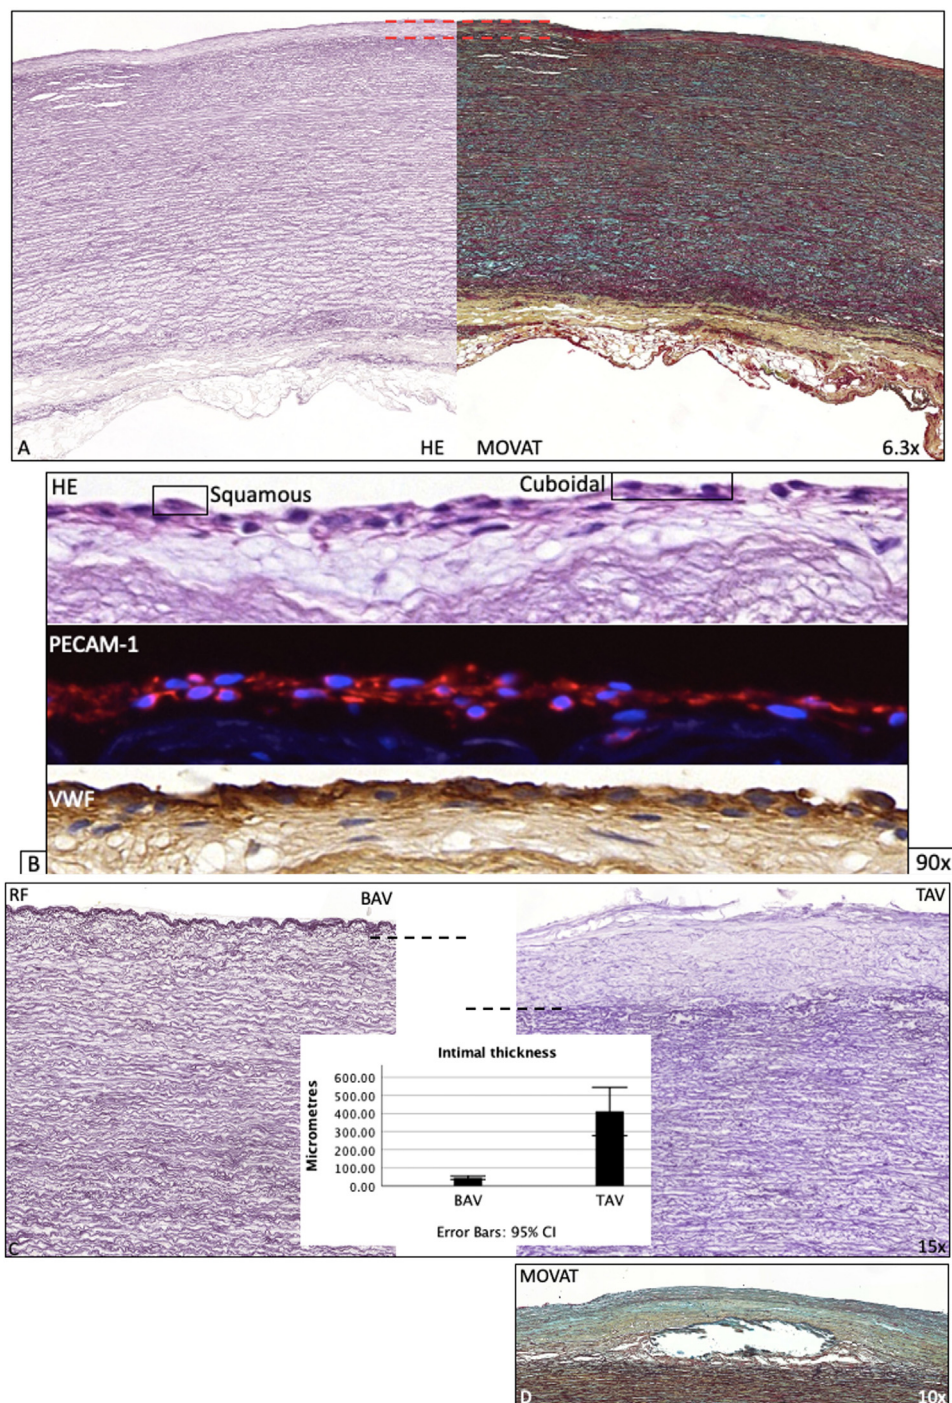 A
HE
MOVAT
6.3x
HE
Squamous
Cuboidal
PECAM-1
VWF
B
90x
RF
BAV
TAV
Intimal thickness
Micrometres
600.00
500.00
400.00
300.00
200.00
100.00
0.00
BAV
TAV
Error Bars: 95% CI
C
15x
MOVAT
D
10x